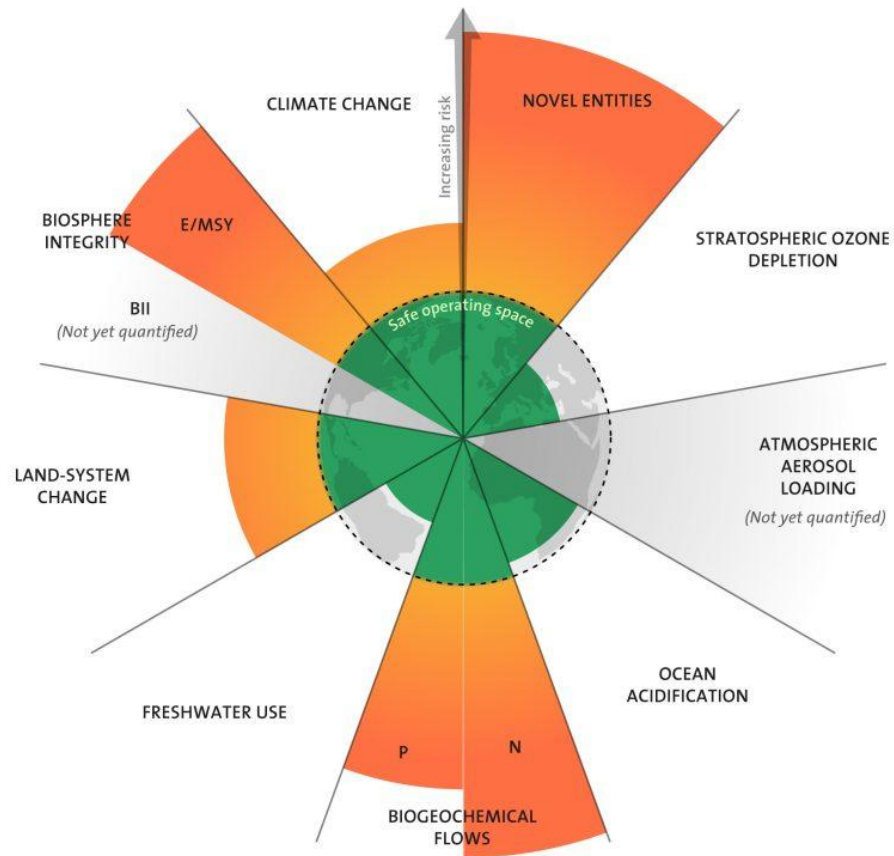 CLIMATE CHANGE
Increasing risk
NOVEL ENTITIES
STRATOSPHERIC OZONE
DEPLETION
ATMOSPHERIC
AEROSOL
LOADING
(Not yet quantified)
OCEAN
ACIDIFICATION
N
P
BIOGEOCHEMICAL
FLOWS
FRESHWATER USE
LAND-SYSTEM
CHANGE
BIOSPHERE
INTEGRITY
E/MSY
BII
(Not yet quantified)
Safe operating space